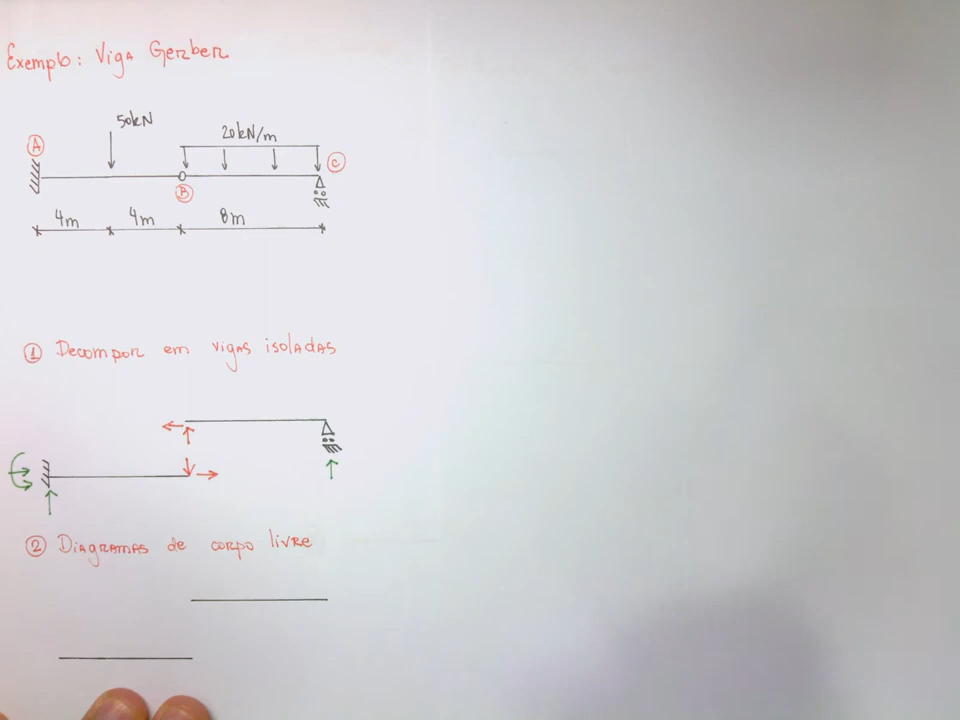 Exemplo: Viga Gerber
50kN
20kN/m
A
C
B
4m 4m 8m
1 Decompor em vigas isoladas
2 Diagramas de corpo livre